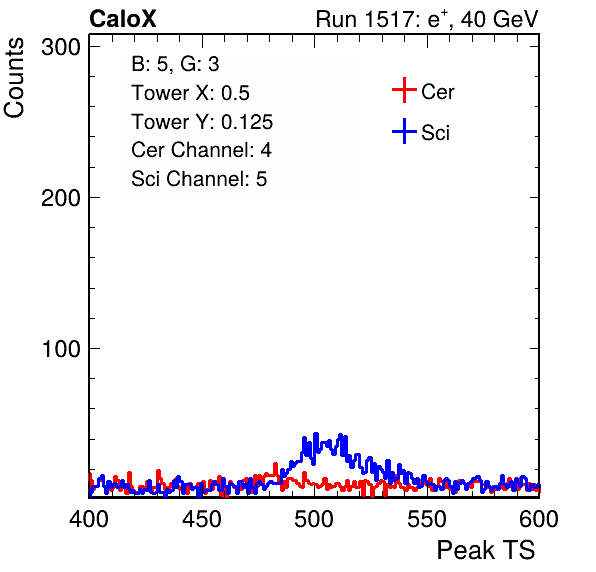 CaloX Run 1517: e⁺, 40 GeV
Counts
300
200
100
B: 5, G: 3
Tower X: 0.5
Tower Y: 0.125
Cer Channel: 4
Sci Channel: 5
Cer
Sci
400 450 500 550 600
Peak TS